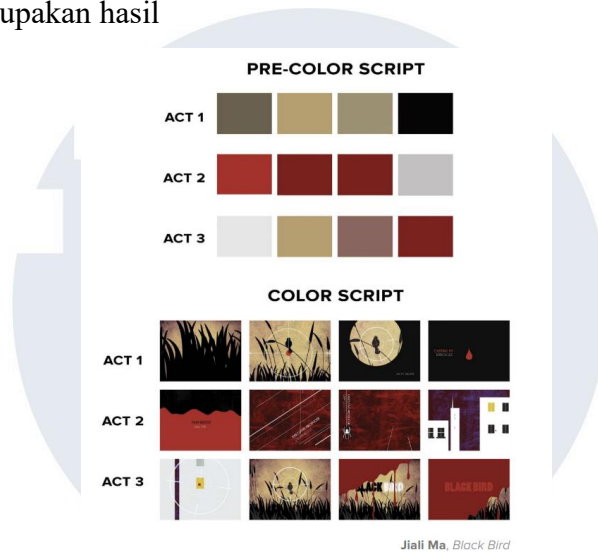 upakan hasil
PRE-COLOR SCRIPT
ACT 1
ACT 2
ACT 3
COLOR SCRIPT
ACT 1
ACT 2
ACT 3
BLACK BIRD
BLACK BIRD
Jiali Ma, Black Bird